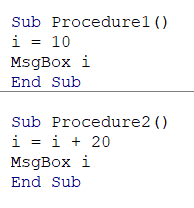 Sub Procedure1()
i = 10
MsgBox i
End Sub
Sub Procedure2()
i = i + 20
MsgBox i
End Sub